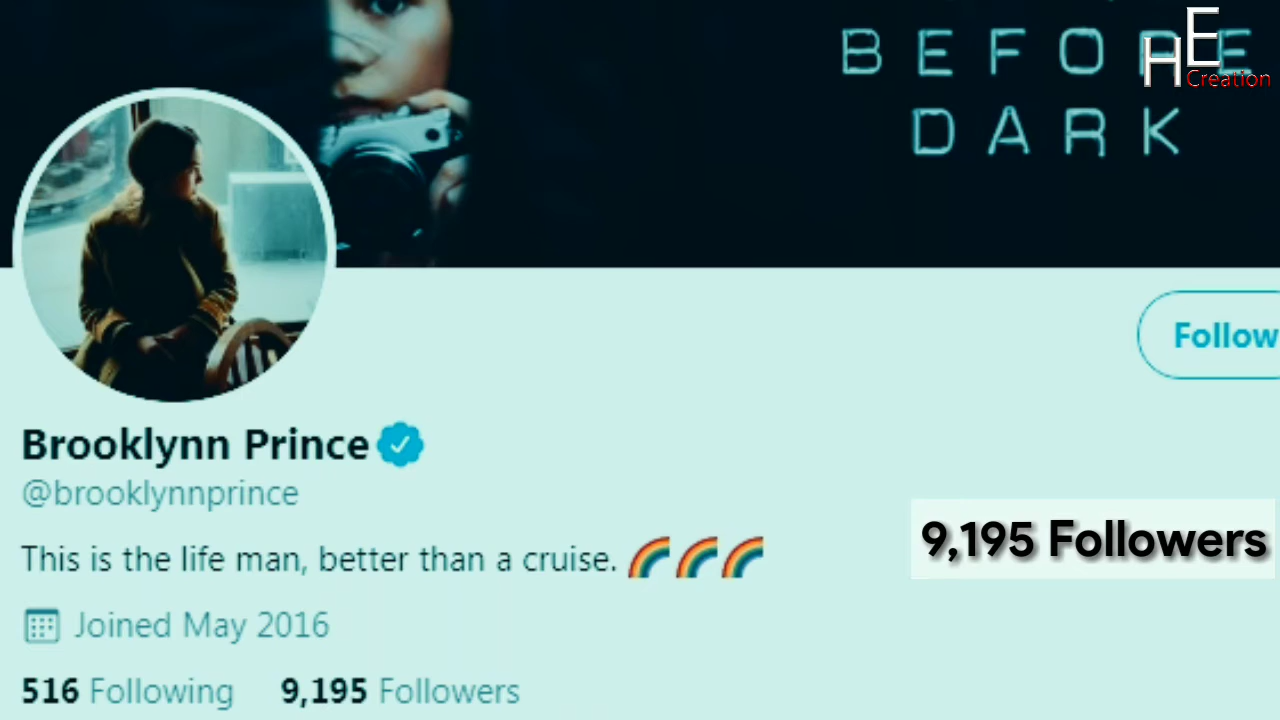 BEFORE
DARK
HE
Creation
Follow
Brooklynn Prince
@brooklynnprince
This is the life man, better than a cruise. 🌈🌈🌈
Joined May 2016
516 Following 9,195 Followers
9,195 Followers